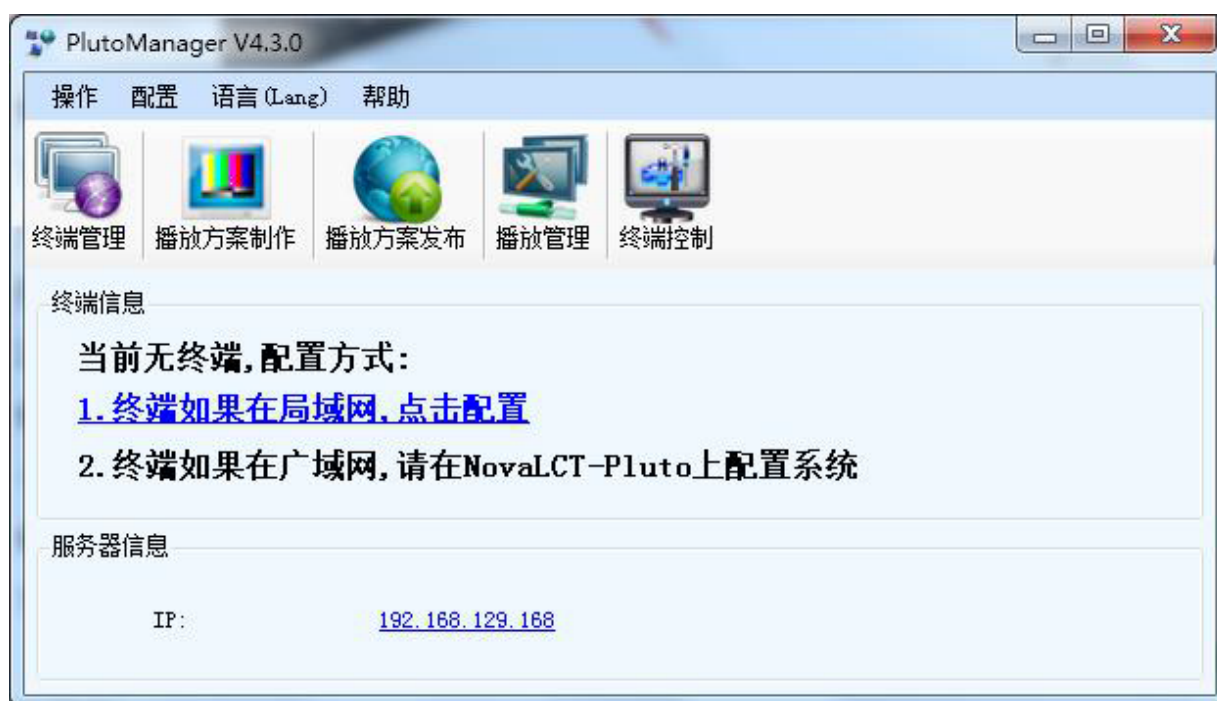 PlutoManager V4.3.0
操作 配置 语言(Lang) 帮助
终端管理 播放方案制作 播放方案发布 播放管理 终端控制
终端信息
当前无终端,配置方式:
1.终端如果在局域网,点击配置
2.终端如果在广域网,请在NovaLCT-Pluto上配置系统
服务器信息
IP: 192.168.129.168